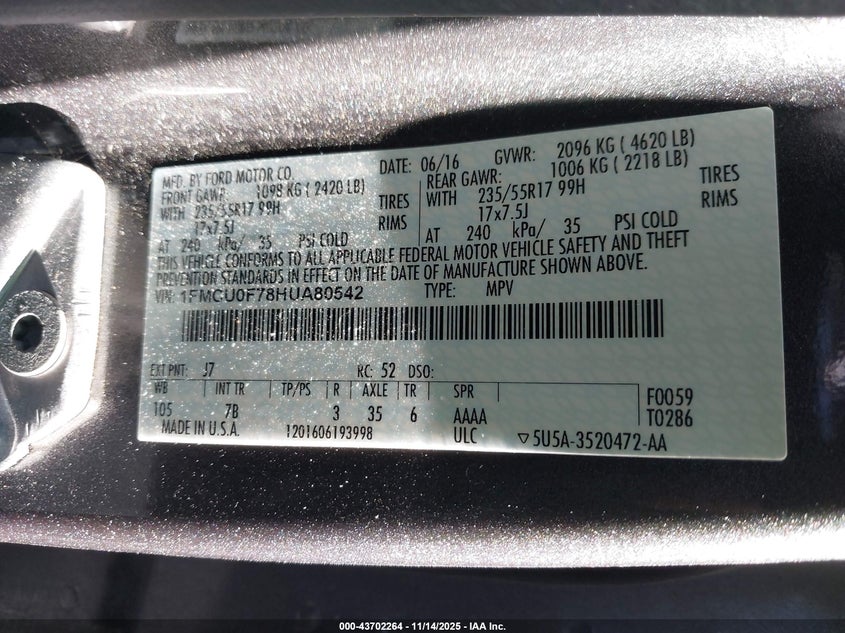 MFD. BY FORD MOTOR CO. DATE: 06/16 GVWR: 2096 KG ( 4620 LB)
FRONT GAWR: 1098 KG ( 2420 LB) REAR GAWR: 1006 KG ( 2218 LB)
WITH 235/55R17 99H TIRES WITH 235/55R17 99H TIRES
17x7.5J RIMS 17x7.5J RIMS
AT 240 kPa/ 35 PSI COLD AT 240 kPa/ 35 PSI COLD
THIS VEHICLE CONFORMS TO ALL APPLICABLE FEDERAL MOTOR VEHICLE SAFETY AND THEFT
PREVENTION STANDARDS IN EFFECT ON THE DATE OF MANUFACTURE SHOWN ABOVE.
VIN: 1FMCU0F78HUA80542 TYPE: MPV
EXT PNT: J7 RC: 52 DSO:
WB INT TR TP/PS R AXLE TR SPR F0059
105 7B 3 35 6 AAAA T0286
MADE IN U.S.A. 1201606193998 ULC ▽5U5A-3520472-AA
000-43702264 - 11/14/2025 - IAA Inc.